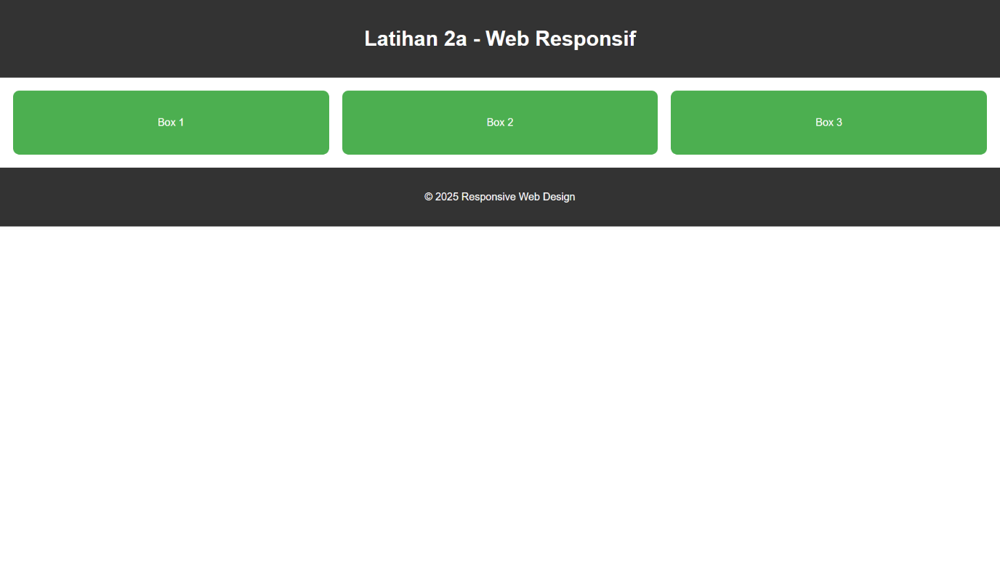 Latihan 2a - Web Responsif
Box 1
Box 2
Box 3
© 2025 Responsive Web Design